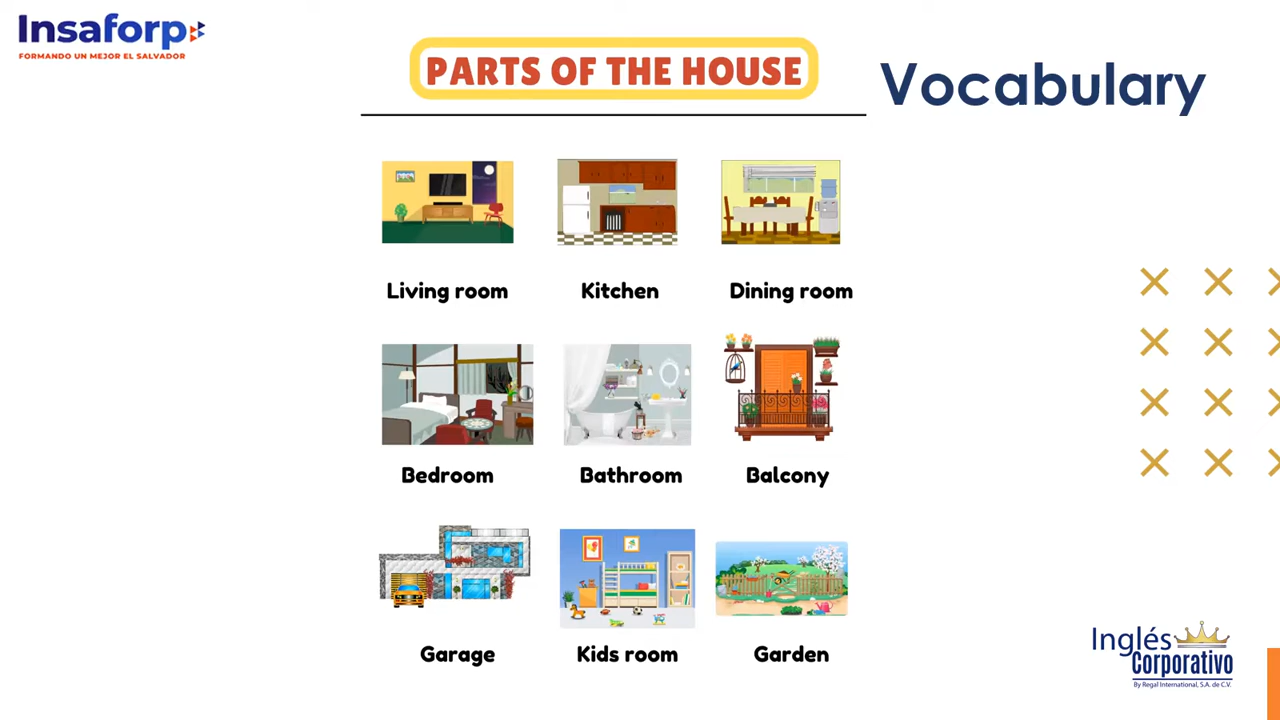 Insaforp
FORMANDO UN MEJOR EL SALVADOR
PARTS OF THE HOUSE
Vocabulary
Living room
Kitchen
Dining room
Bedroom
Bathroom
Balcony
Garage
Kids room
Garden
Inglés
Corporativo
By Regal International, S.A. de C.V.